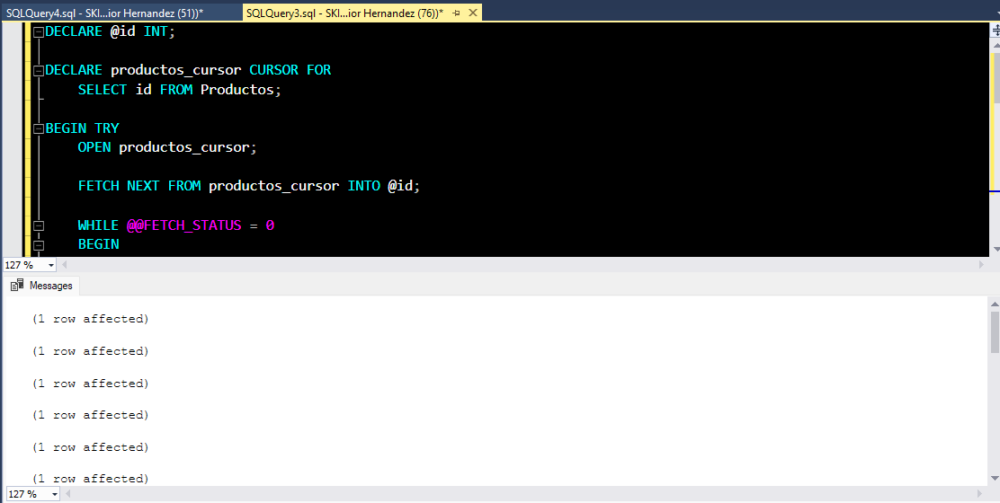 SQLQuery4.sql - SKI...ior Hernandez (51))*
SQLQuery3.sql - SKI...ior Hernandez (76))*
DECLARE @id INT;
DECLARE productos_cursor CURSOR FOR
SELECT id FROM Productos;
BEGIN TRY
OPEN productos_cursor;
FETCH NEXT FROM productos_cursor INTO @id;
WHILE @@FETCH_STATUS = 0
BEGIN
127 %
Messages
(1 row affected)
(1 row affected)
(1 row affected)
(1 row affected)
(1 row affected)
(1 row affected)
127 %